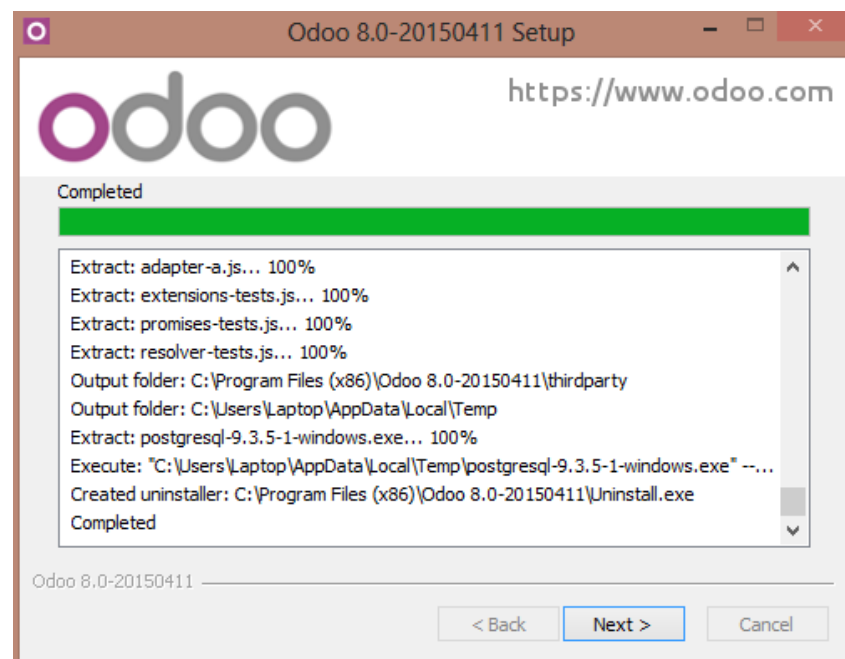 Odoo 8.0-20150411 Setup
odoo
https://www.odoo.com
Completed
Extract: adapter-a.js... 100%
Extract: extensions-tests.js... 100%
Extract: promises-tests.js... 100%
Extract: resolver-tests.js... 100%
Output folder: C:\Program Files (x86)\Odoo 8.0-20150411\thirdparty
Output folder: C:\Users\Laptop\AppData\Local\Temp
Extract: postgresql-9.3.5-1-windows.exe... 100%
Execute: "C:\Users\Laptop\AppData\Local\Temp\postgresql-9.3.5-1-windows.exe" --...
Created uninstaller: C:\Program Files (x86)\Odoo 8.0-20150411\Uninstall.exe
Completed
Odoo 8.0-20150411
< Back Next > Cancel